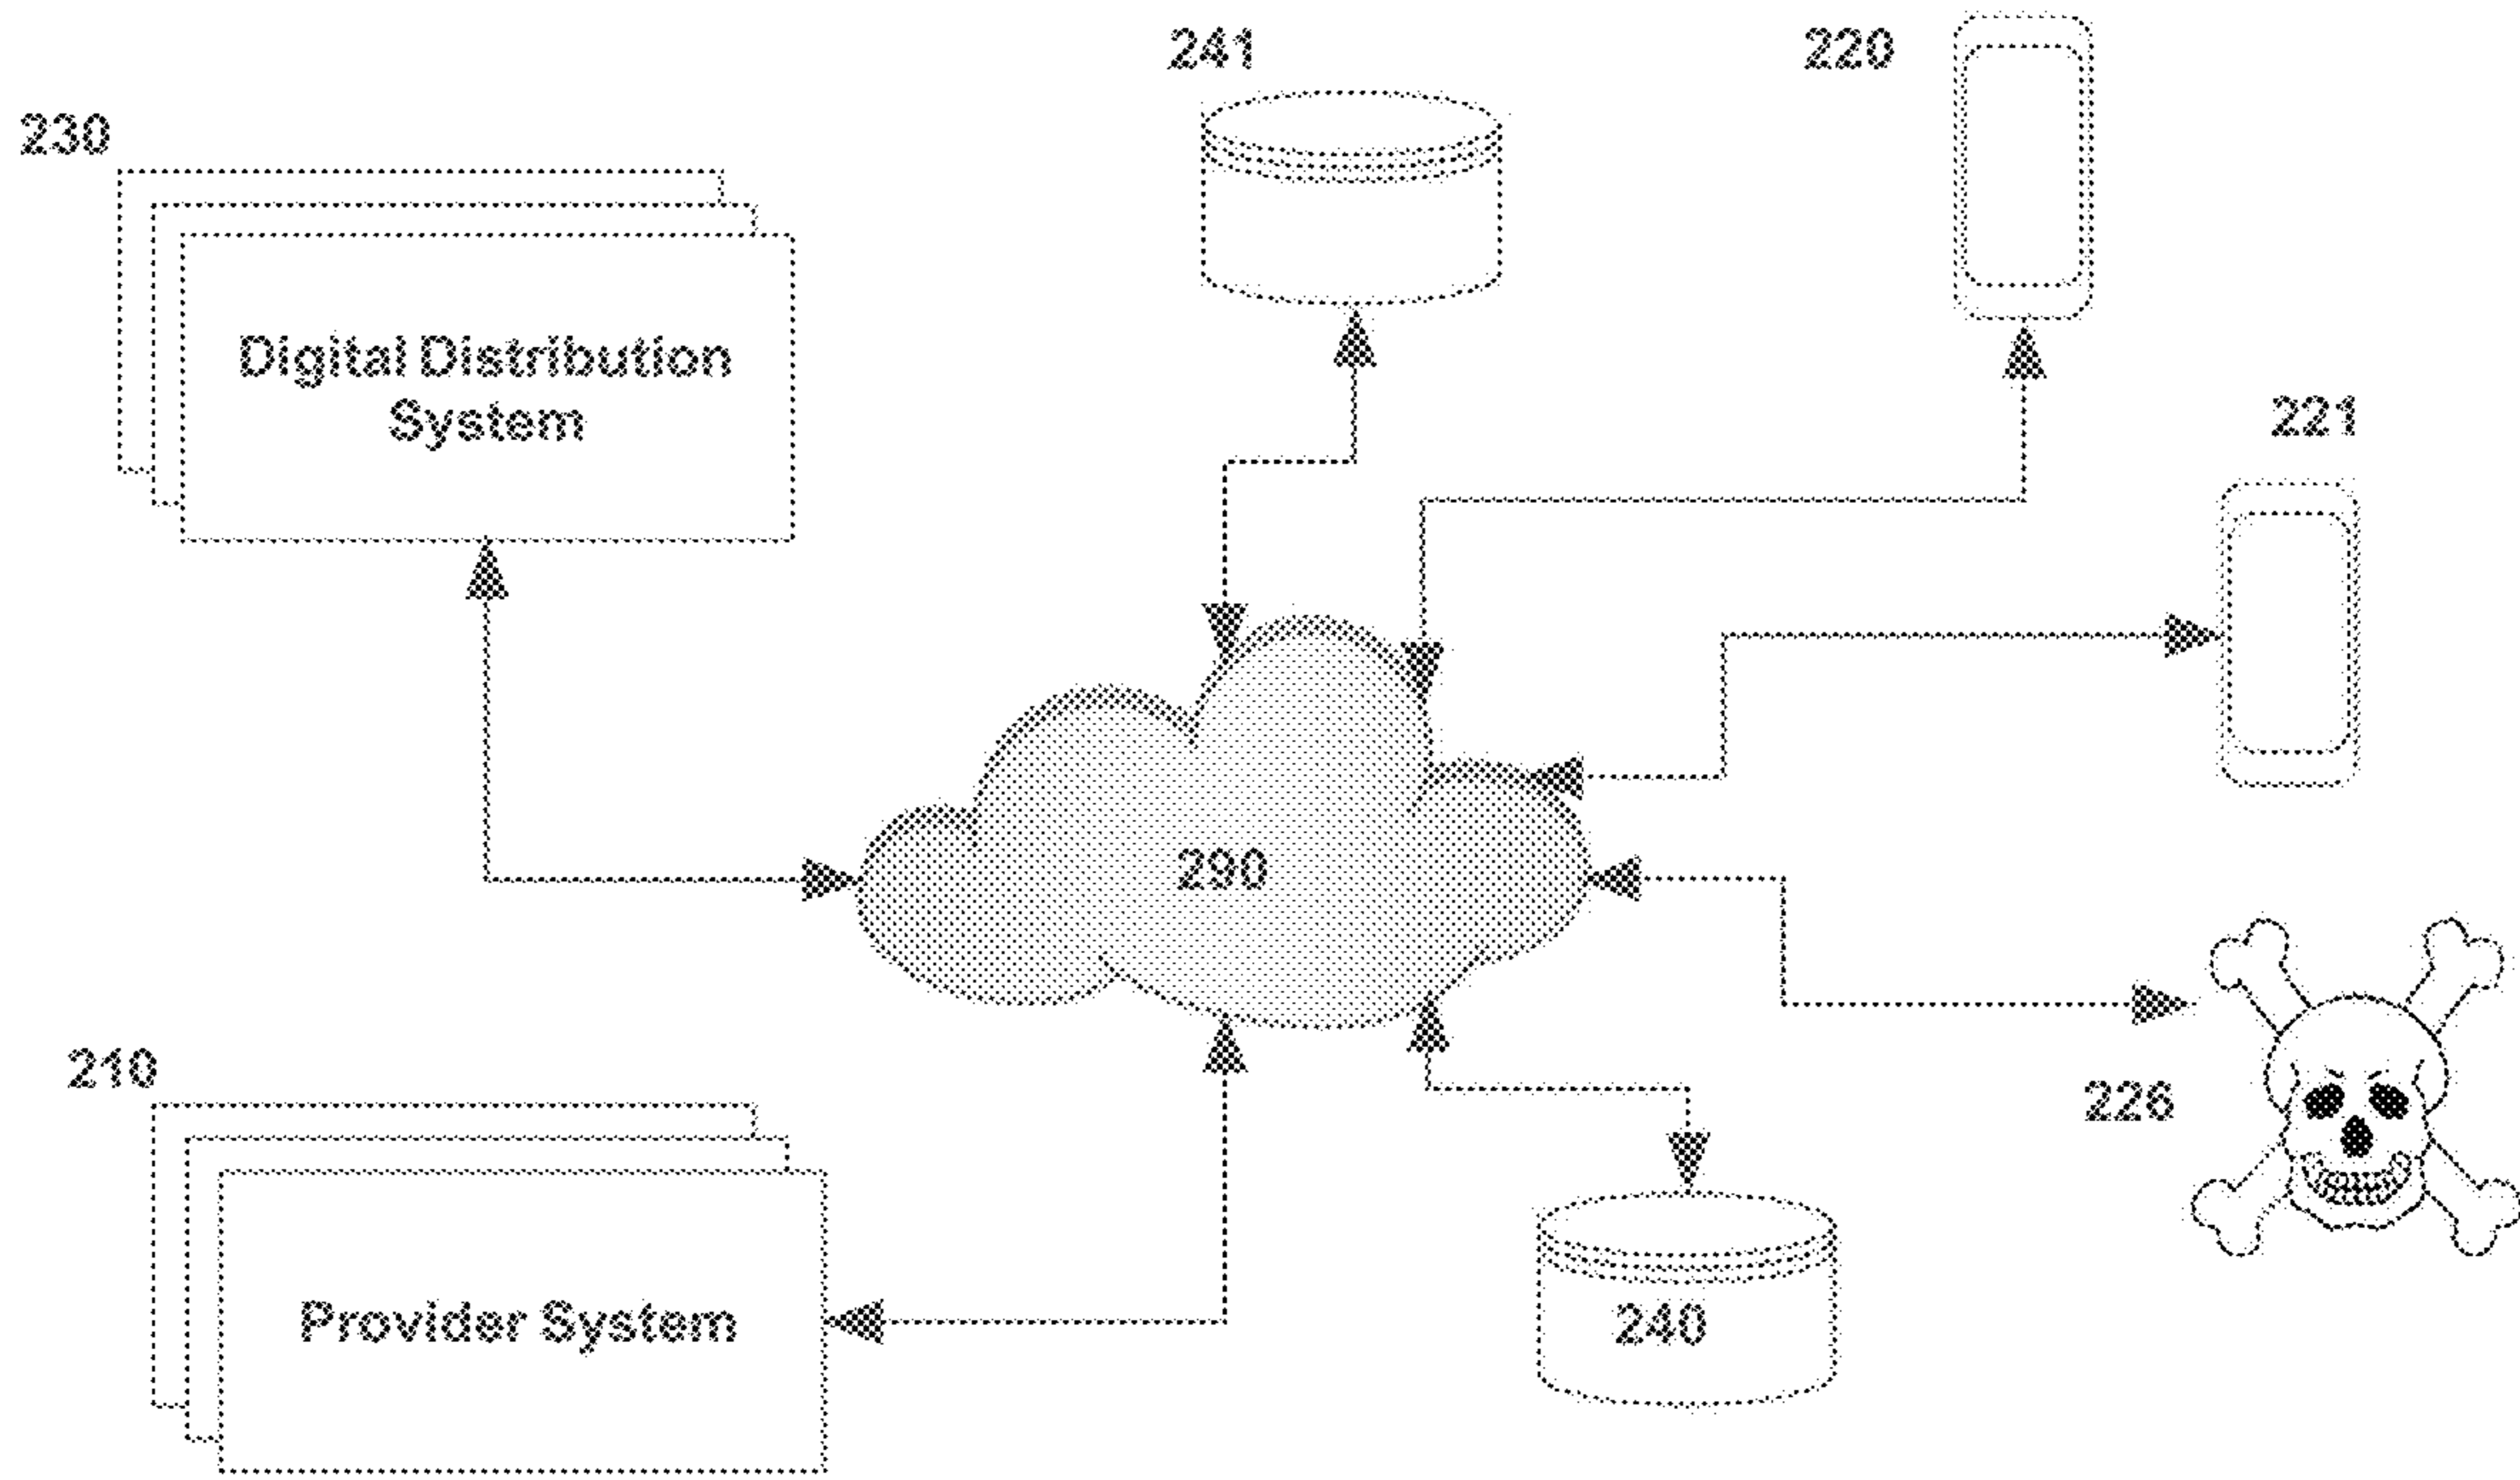 241
220
230
Digital Distribution
System
221
290
210
226
Provider System
240